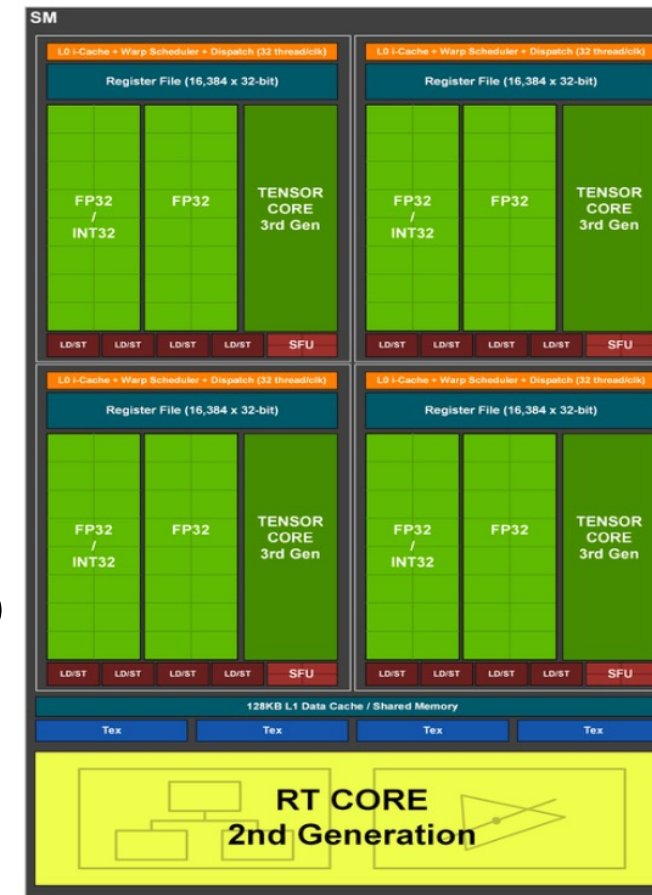 SM
L0 i-Cache + Warp Scheduler + Dispatch (32 thread/clk)
Register File (16,384 x 32-bit)
FP32
/
INT32
FP32
TENSOR
CORE
3rd Gen
LD/ST LD/ST LD/ST LD/ST SFU
L0 i-Cache + Warp Scheduler + Dispatch (32 thread/clk)
Register File (16,384 x 32-bit)
FP32
/
INT32
FP32
TENSOR
CORE
3rd Gen
LD/ST LD/ST LD/ST LD/ST SFU
L0 i-Cache + Warp Scheduler + Dispatch (32 thread/clk)
Register File (16,384 x 32-bit)
FP32
/
INT32
FP32
TENSOR
CORE
3rd Gen
LD/ST LD/ST LD/ST LD/ST SFU
L0 i-Cache + Warp Scheduler + Dispatch (32 thread/clk)
Register File (16,384 x 32-bit)
FP32
/
INT32
FP32
TENSOR
CORE
3rd Gen
LD/ST LD/ST LD/ST LD/ST SFU
)
128KB L1 Data Cache / Shared Memory
Tex Tex Tex Tex
RT CORE
2nd Generation